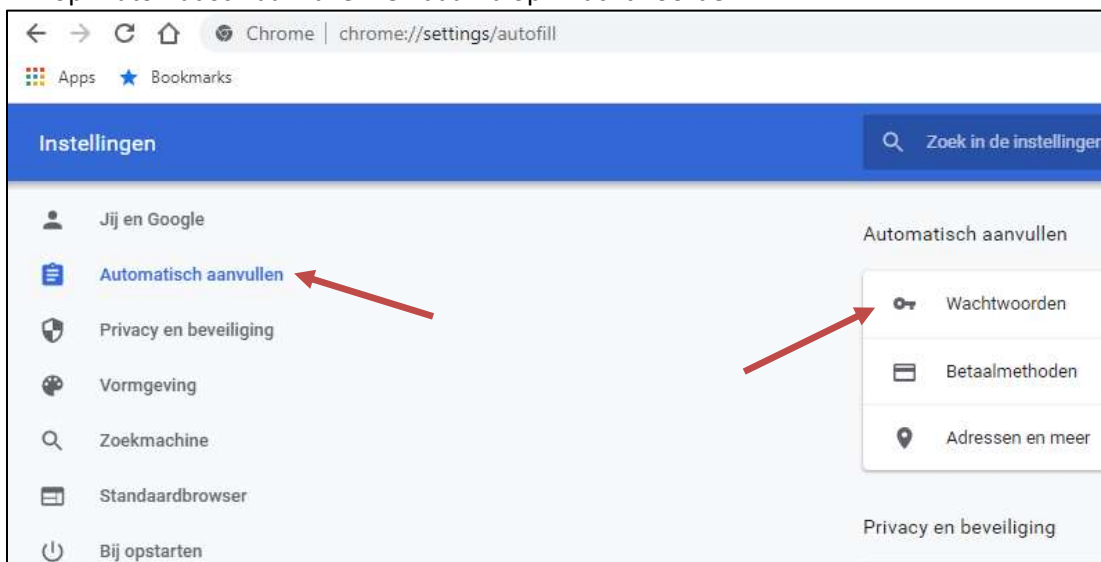 Chrome | chrome://settings/autofill
Apps Bookmarks
Instellingen
Zoek in de instellingen
Jij en Google
Automatisch aanvullen
Privacy en beveiliging
Vormgeving
Zoekmachine
Standaardbrowser
Bij opstarten
Automatisch aanvullen
Wachtwoorden
Betaalmethoden
Adressen en meer
Privacy en beveiliging